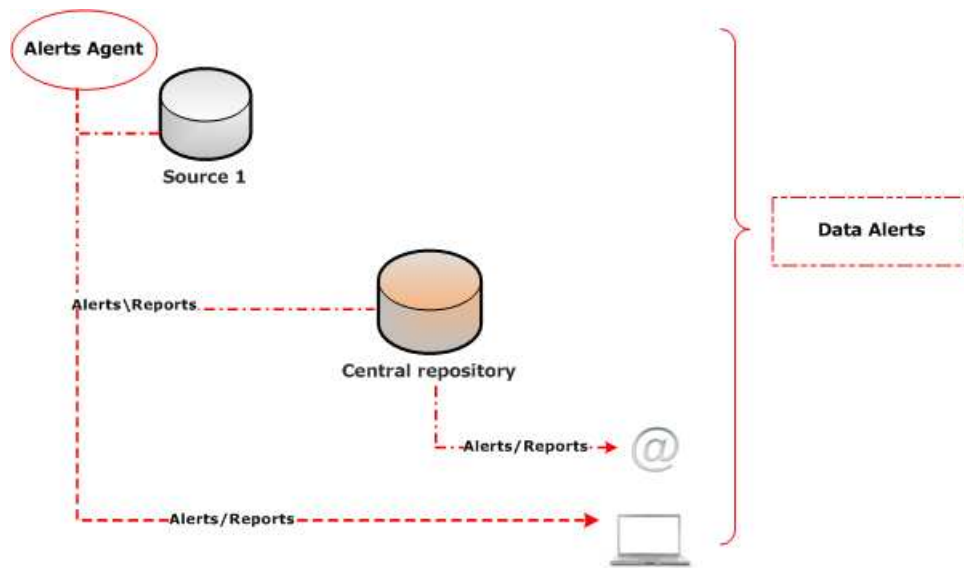 Alerts Agent
Source 1
Data Alerts
Alerts\Reports
Central repository
Alerts/Reports
@
Alerts/Reports